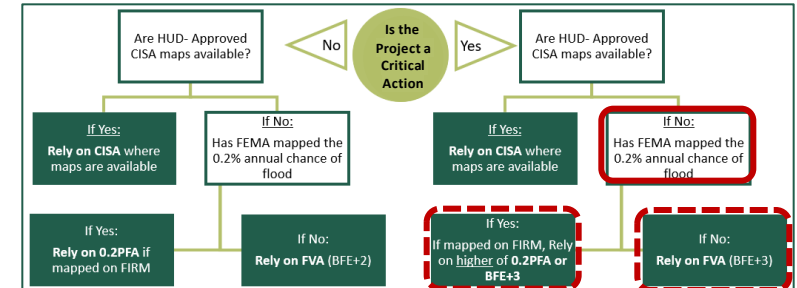 Is the
Project a
Critical
Action
No
Yes
Are HUD- Approved
CISA maps available?
If Yes:
Rely on CISA where
maps are available
If No:
Has FEMA mapped the
0.2% annual chance of
flood
If Yes:
Rely on 0.2PFA if
mapped on FIRM
If No:
Rely on FVA (BFE+2)
Are HUD- Approved
CISA maps available?
If Yes:
Rely on CISA where
maps are available
If No:
Has FEMA mapped the
0.2% annual chance of
flood
If Yes:
If mapped on FIRM, Rely
on higher of 0.2PFA or
BFE+3
If No:
Rely on FVA (BFE+3)